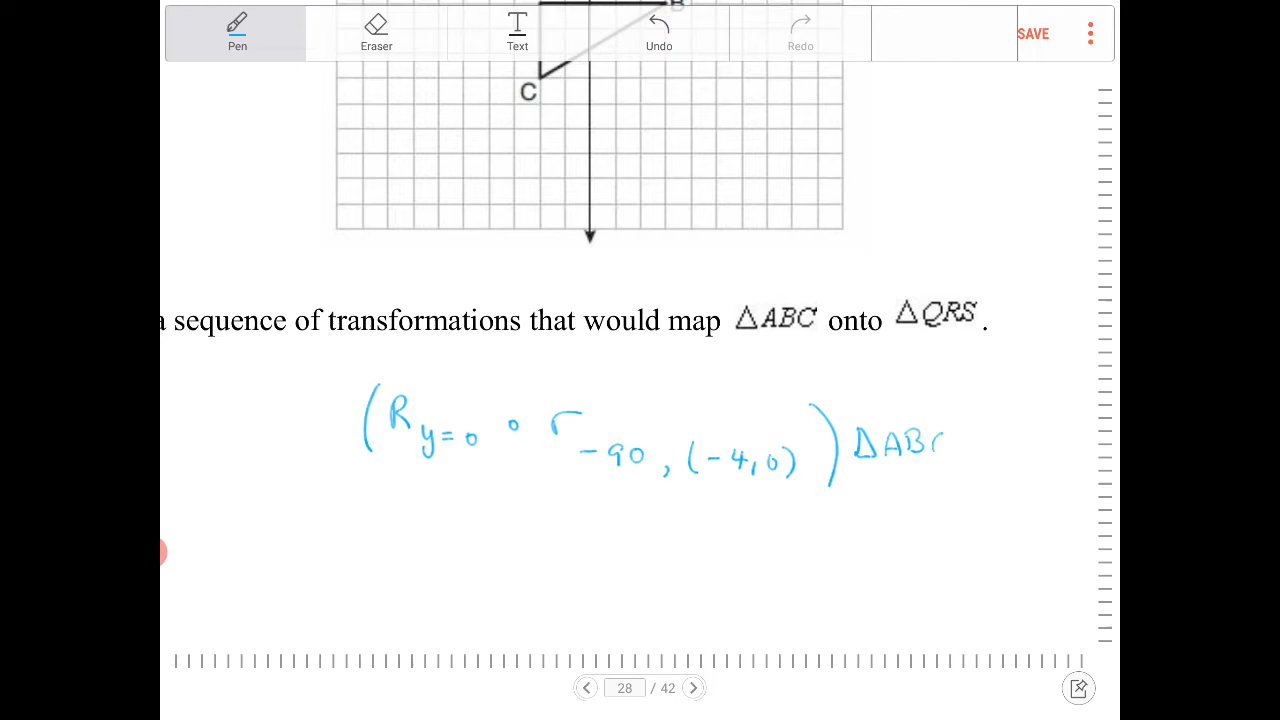 Pen
Eraser
Text
Undo
Redo
SAVE
B
C
a sequence of transformations that would map △ABC onto △QRS.
(R y=0 ∘ r -90, (-4,0)) △ABC
28 / 42